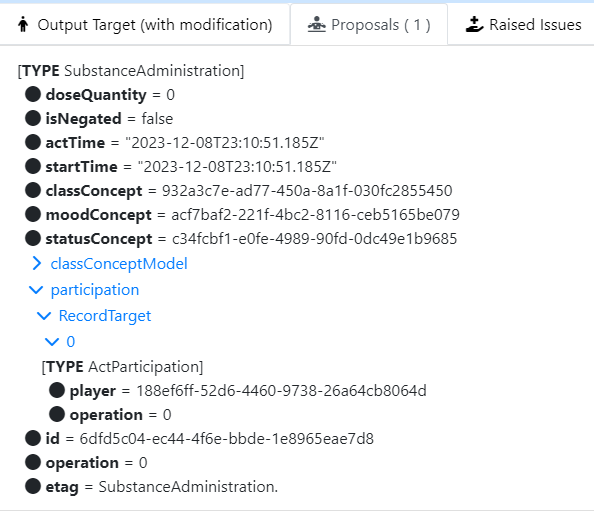 Output Target (with modification) Proposals ( 1 ) Raised Issues
[TYPE SubstanceAdministration]
doseQuantity = 0
isNegated = false
actTime = "2023-12-08T23:10:51.185Z"
startTime = "2023-12-08T23:10:51.185Z"
classConcept = 932a3c7e-ad77-450a-8a1f-030fc2855450
moodConcept = acf7baf2-221f-4bc2-8116-ceb5165be079
statusConcept = c34fcbf1-e0fe-4989-90fd-0dc49e1b9685
classConceptModel
participation
RecordTarget
0
[TYPE ActParticipation]
player = 188ef6ff-52d6-4460-9738-26a64cb8064d
operation = 0
id = 6dfd5c04-ec44-4f6e-bbde-1e8965eae7d8
operation = 0
etag = SubstanceAdministration.